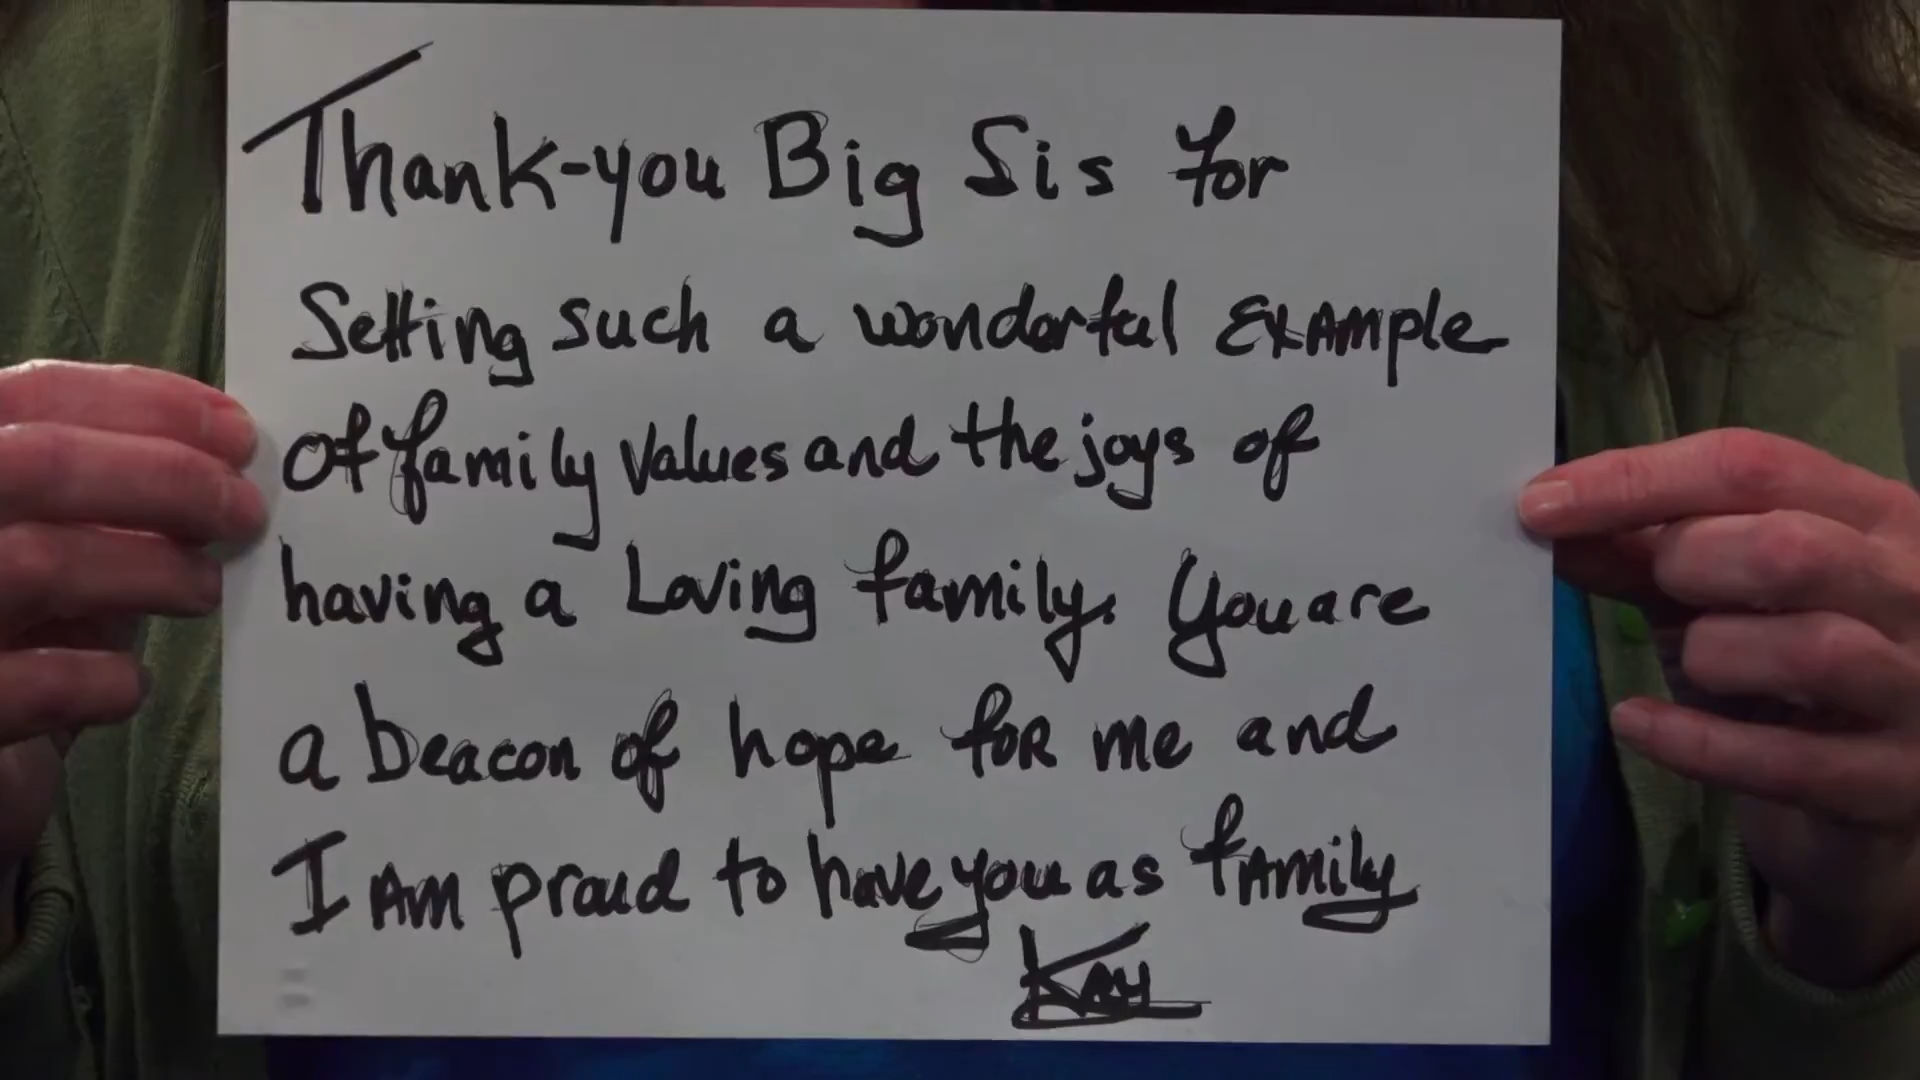 Thank-you Big Sis for
Setting such a wonderful Example
of family Values and the joys of
having a Loving family. You are
a beacon of hope foR me and
I AM proud to have you as fAmily
Kay